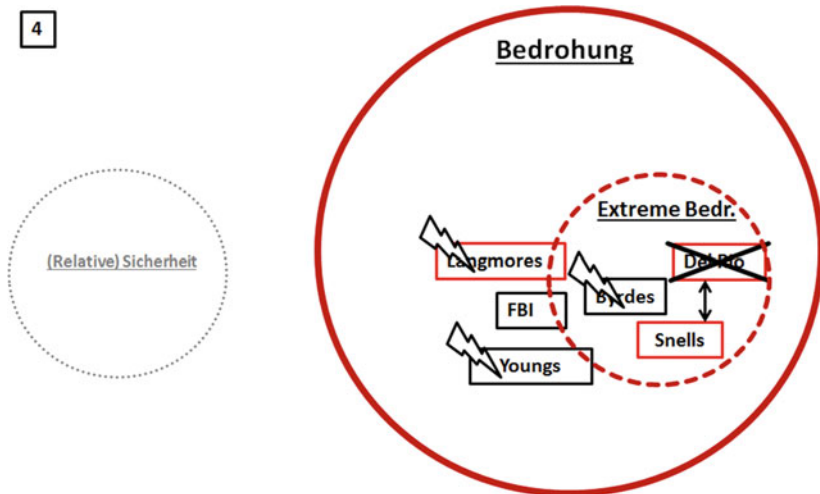 4
Bedrohung
(Relative) Sicherheit
Extreme Bedr.
Langmores
Del Rio
Byrdes
FBI
Snells
Youngs